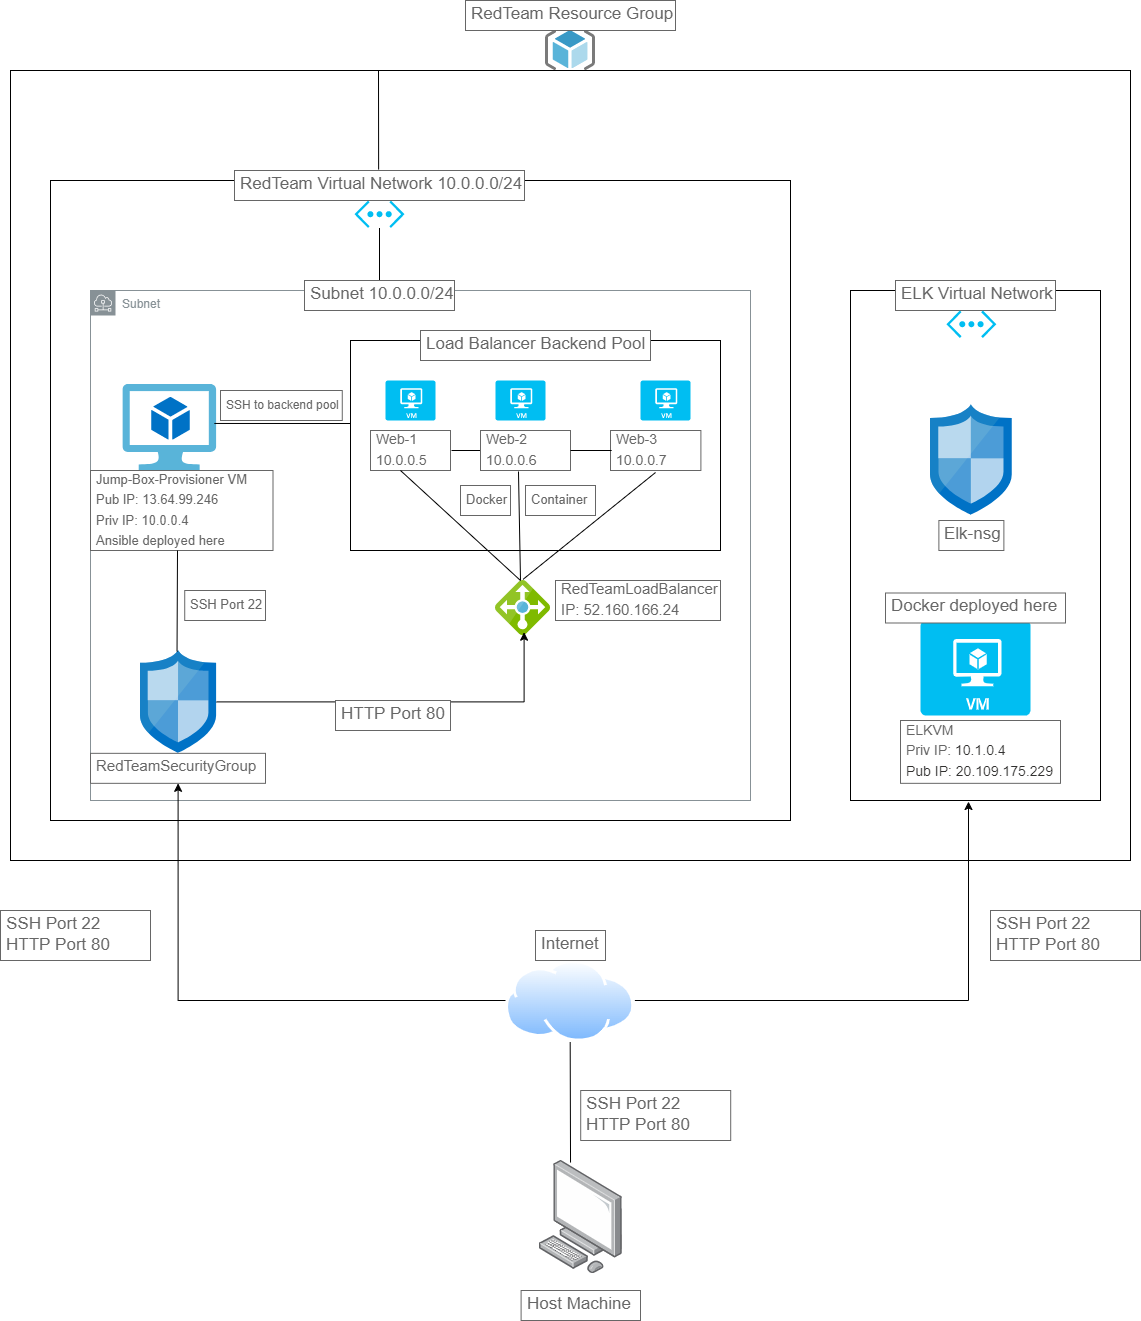 RedTeam Resource Group
RedTeam Virtual Network 10.0.0.0/24
Subnet 10.0.0.0/24
Subnet
ELK Virtual Network
Load Balancer Backend Pool
SSH to backend pool
VM
VM
VM
Web-1
10.0.0.5
Web-2
10.0.0.6
Web-3
10.0.0.7
Jump-Box-Provisioner VM
Pub IP: 13.64.99.246
Priv IP: 10.0.0.4
Ansible deployed here
Docker
Container
Elk-nsg
SSH Port 22
RedTeamLoadBalancer
IP: 52.160.166.24
Docker deployed here
VM
HTTP Port 80
ELKVM
Priv IP: 10.1.0.4
Pub IP: 20.109.175.229
RedTeamSecurityGroup
SSH Port 22
HTTP Port 80
Internet
SSH Port 22
HTTP Port 80
SSH Port 22
HTTP Port 80
Host Machine